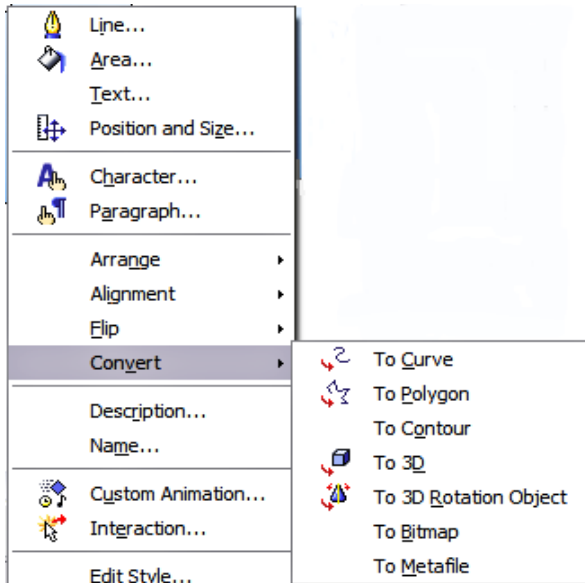 Line...
Area...
Text...
Position and Size...
Character...
Paragraph...
Arrange
Alignment
Flip
Convert
Description...
Name...
Custom Animation...
Interaction...
Edit Style...
To Curve
To Polygon
To Contour
To 3D
To 3D Rotation Object
To Bitmap
To Metafile